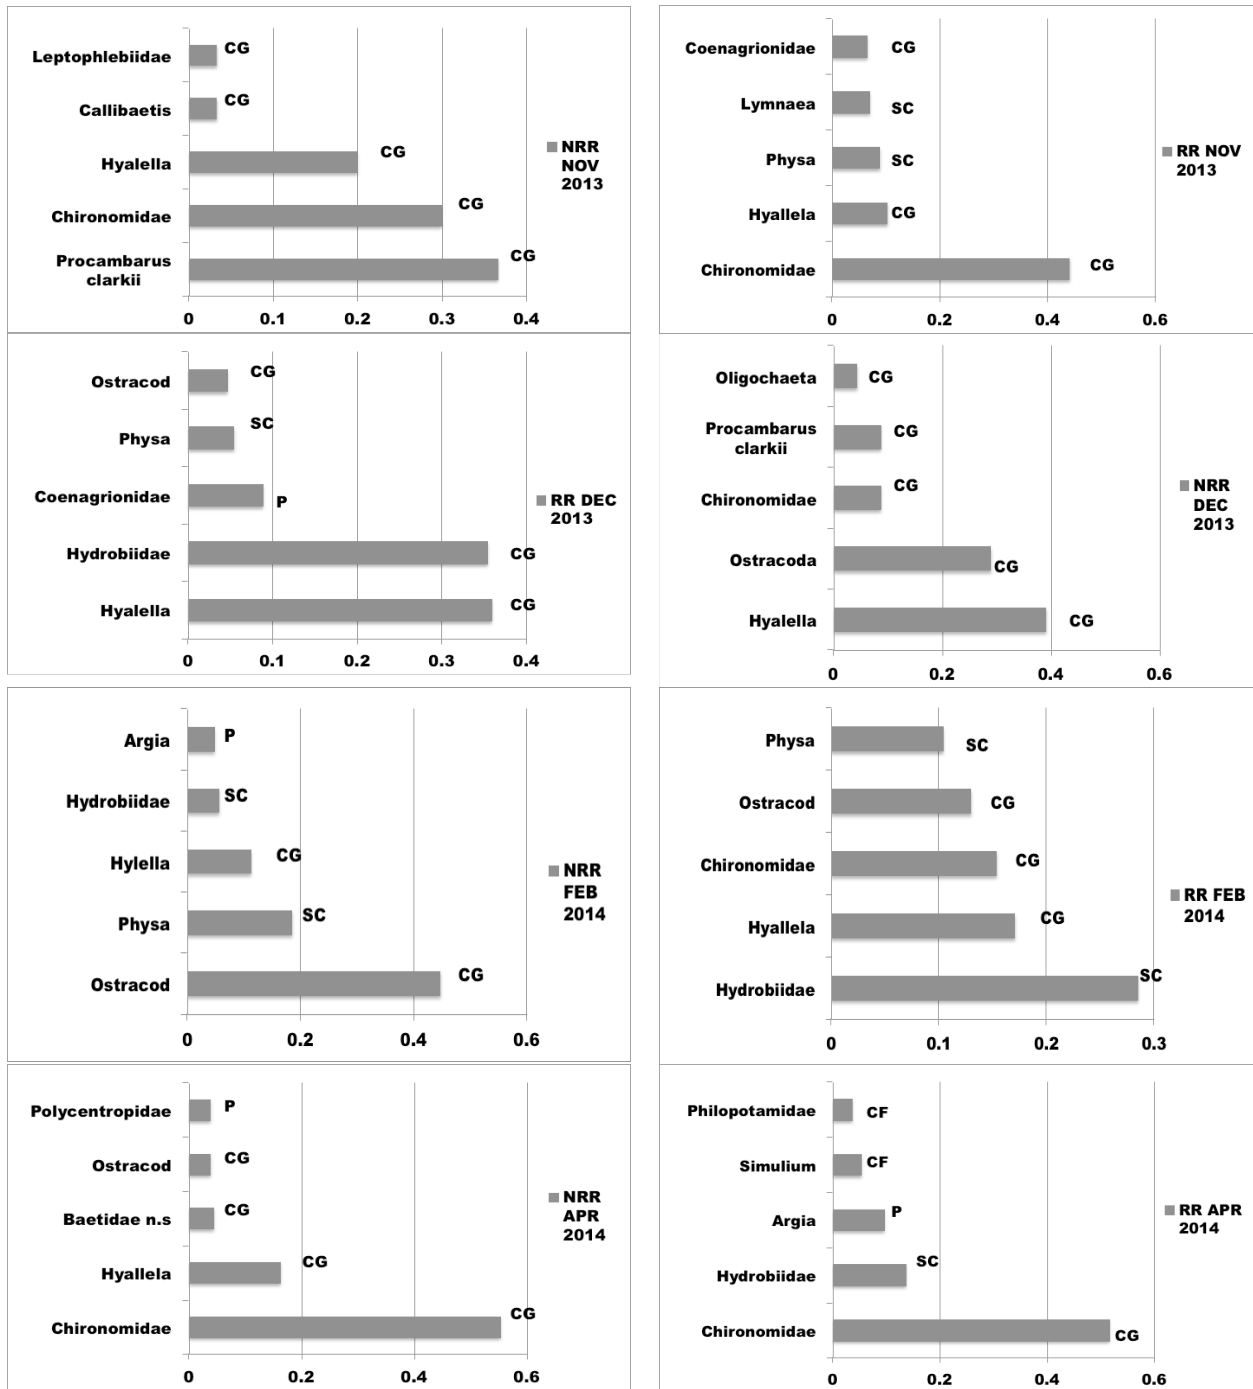 Leptophlebiidae
CG
Callibaetis
CG
Hyalella
CG
Chironomidae
CG
Procambarus
clarkii
CG
0 0.1 0.2 0.3 0.4
NRR
NOV
2013
Coenagrionidae
CG
Lymnaea
SC
Physa
SC
Hyallela
CG
Chironomidae
CG
0 0.2 0.4 0.6
RR NOV
2013
Ostracod
CG
Physa
SC
Coenagrionidae
P
Hydrobiidae
CG
Hyalella
CG
0 0.1 0.2 0.3 0.4
RR DEC
2013
Oligochaeta
CG
Procambarus
clarkii
CG
Chironomidae
CG
Ostracoda
CG
Hyalella
CG
0 0.2 0.4 0.6
NRR
DEC
2013
Argia
P
Hydrobiidae
SC
Hylella
CG
Physa
SC
Ostracod
CG
0 0.2 0.4 0.6
NRR
FEB
2014
Physa
SC
Ostracod
CG
Chironomidae
CG
Hyallela
CG
Hydrobiidae
SC
0 0.1 0.2 0.3
RR FEB
2014
Polycentropidae
P
Ostracod
CG
Baetidae n.s
CG
Hyallela
CG
Chironomidae
CG
0 0.2 0.4 0.6
NRR
APR
2014
Philopotamidae
CF
Simulium
CF
Argia
P
Hydrobiidae
SC
Chironomidae
CG
0 0.2 0.4 0.6
RR APR
2014